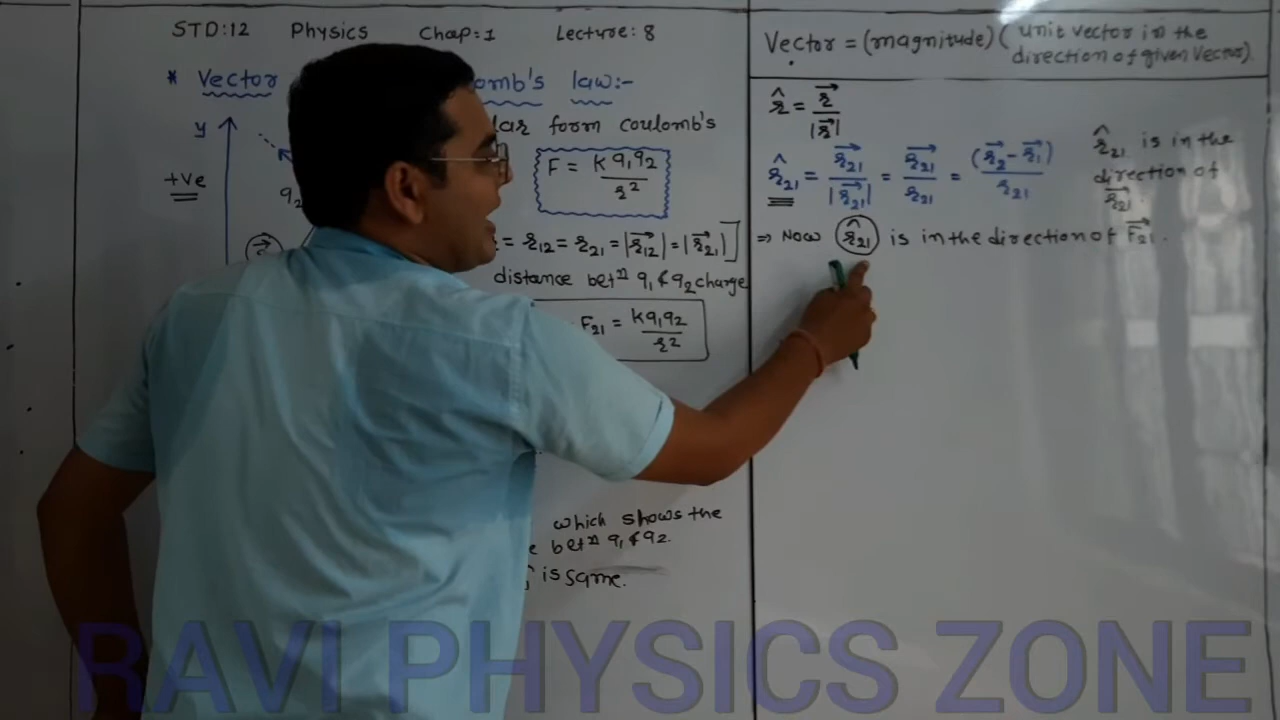 STD:12 Physics Chap:1 Lecture: 8
* Vector omb's law:-
lar form coulomb's
y
+ve
F = Kq₁q₂/r²
q₂
= r₁₂ = r₂₁ = |r⃗₁₂| = |r⃗₂₁|]
distance betⁿ q₁ & q₂ charge
F₂₁ = Kq₁q₂/r²
which shows the
e betⁿ q₁ & q₂.
is same.
Vector = (magnitude) (unit vector in the
direction of given vector).
r̂ = r⃗/|r⃗|
r̂₂₁ = r⃗₂₁/|r⃗₂₁| = r⃗₂₁/r₂₁ = (r⃗₂-r⃗₁)/r₂₁
r̂₂₁ is in the
direction of
r⃗₂₁.
⇒ Now r̂₂₁ is in the direction of F⃗₂₁.
RAVI PHYSICS ZONE